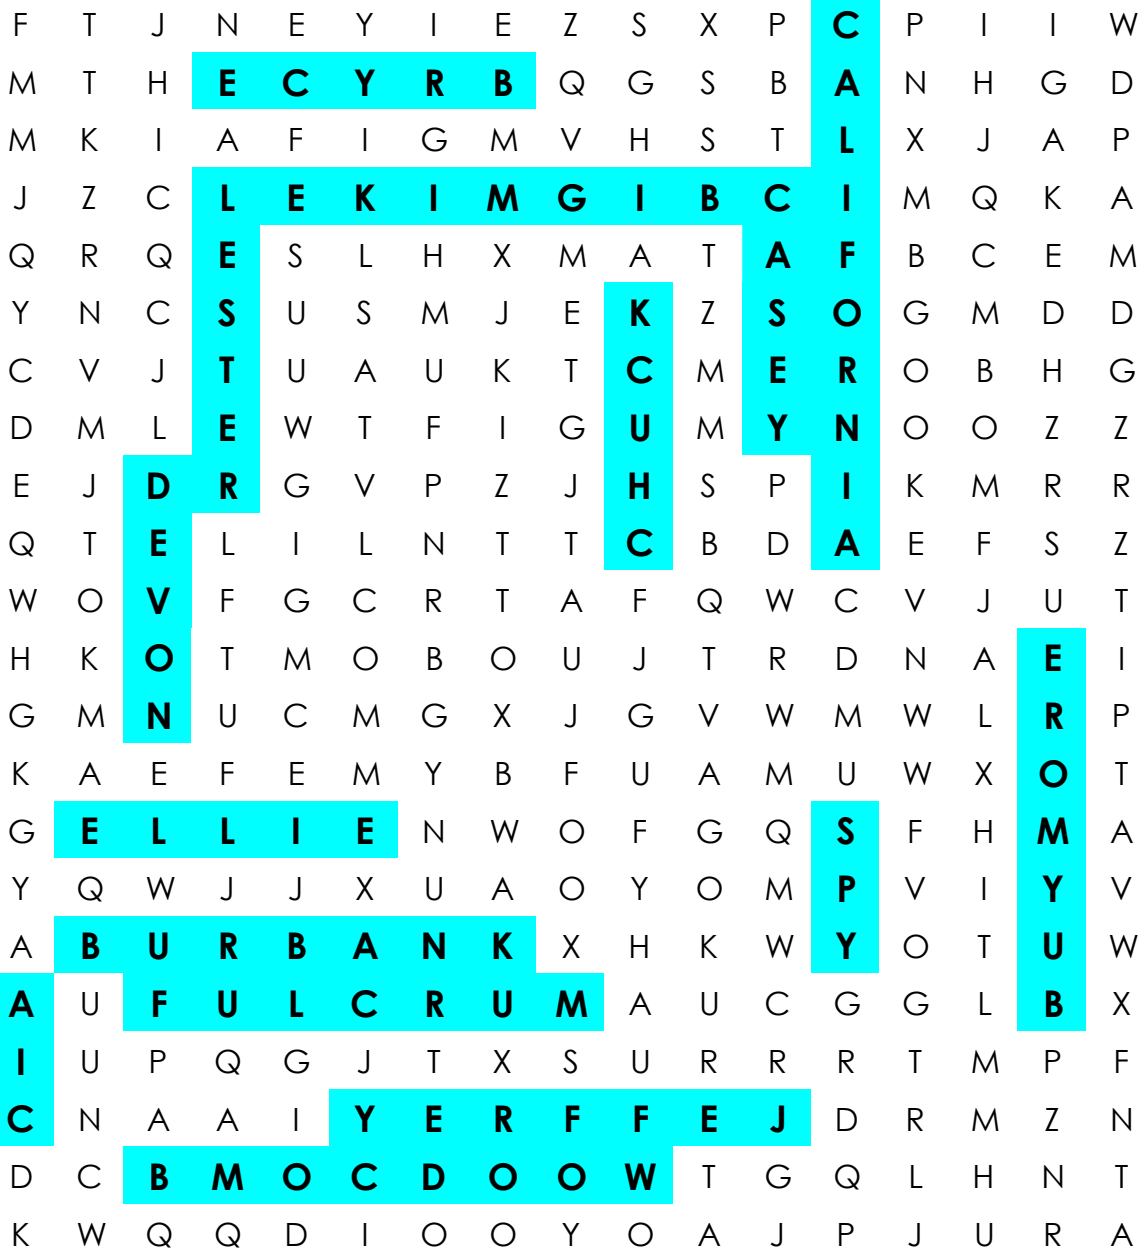 F T J N E Y I E Z S X P C P I I W
M T H E C Y R B Q G S B A N H G D
M K I A F I G M V H S T L X J A P
J Z C L E K I M G I B C I M Q K A
Q R Q E S L H X M A T A F B C E M
Y N C S U S M J E K Z S O G M D D
C V J T U A U K T C M E R O B H G
D M L E W T F I G U M Y N O O Z Z
E J D R G V P Z J H S P I K M R R
Q T E L I L N T T C B D A E F S Z
W O V F G C R T A F Q W C V J U T
H K O T M O B O U J T R D N A E I
G M N U C M G X J G V W M W L R P
K A E F E M Y B F U A M U W X O T
G E L L I E N W O F G Q S F H M A
Y Q W J J X U A O Y O M P V I Y V
A B U R B A N K X H K W Y O T U W
A U F U L C R U M A U C G G L B X
I U P Q G J T X S U R R R T M P F
C N A A I Y E R F F E J D R M Z N
D C B M O C D O O W T G Q L H N T
K W Q Q D I O O Y O A J P J U R A